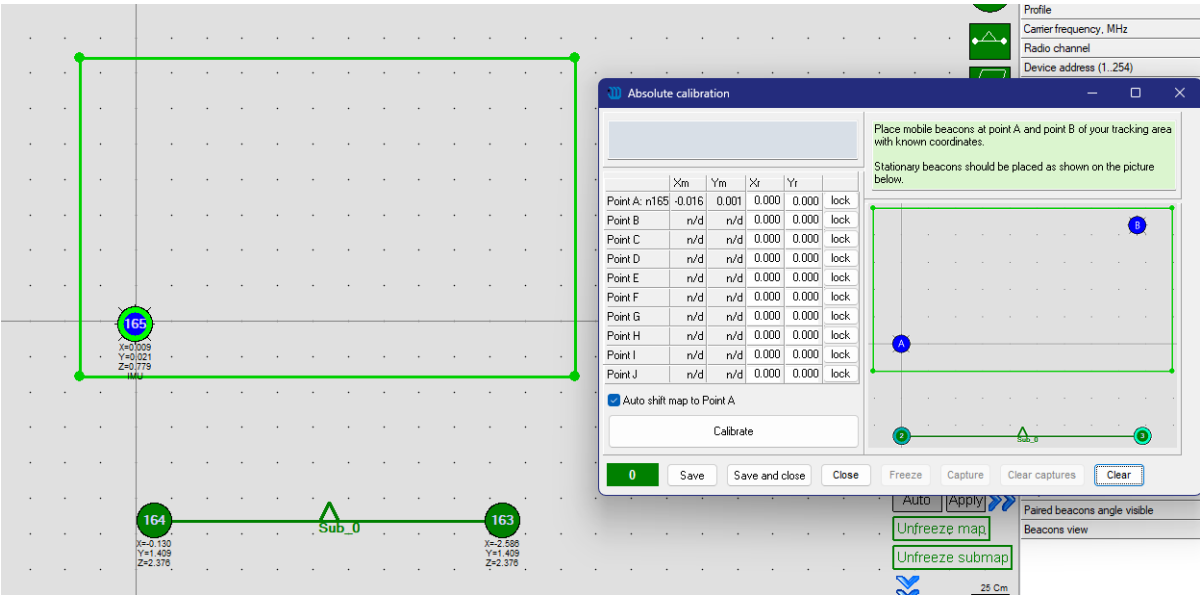 Profile
Carrier frequency, MHz
Radio channel
Device address (1..254)
Absolute calibration
Place mobile beacons at point A and point B of your tracking area
with known coordinates.
Stationary beacons should be placed as shown on the picture
below.
Xm Ym Xr Yr
Point A: n165 -0.016 0.001 0.000 0.000 lock
Point B n/d n/d 0.000 0.000 lock
Point C n/d n/d 0.000 0.000 lock
Point D n/d n/d 0.000 0.000 lock
Point E n/d n/d 0.000 0.000 lock
Point F n/d n/d 0.000 0.000 lock
Point G n/d n/d 0.000 0.000 lock
Point H n/d n/d 0.000 0.000 lock
Point I n/d n/d 0.000 0.000 lock
Point J n/d n/d 0.000 0.000 lock
B
A
2
Sub_0
3
Auto shift map to Point A
Calibrate
0 Save Save and close Close Freeze Capture Clear captures Clear
165
X=0.009
Y=0.021
Z=0.779
IMU
164
X=-0.130
Y=1.409
Z=2.376
Sub_0
163
X=-2.586
Y=1.409
Z=2.376
Auto Apply
Unfreeze map
Unfreeze submap
25 Cm
Paired beacons angle visible
Beacons view